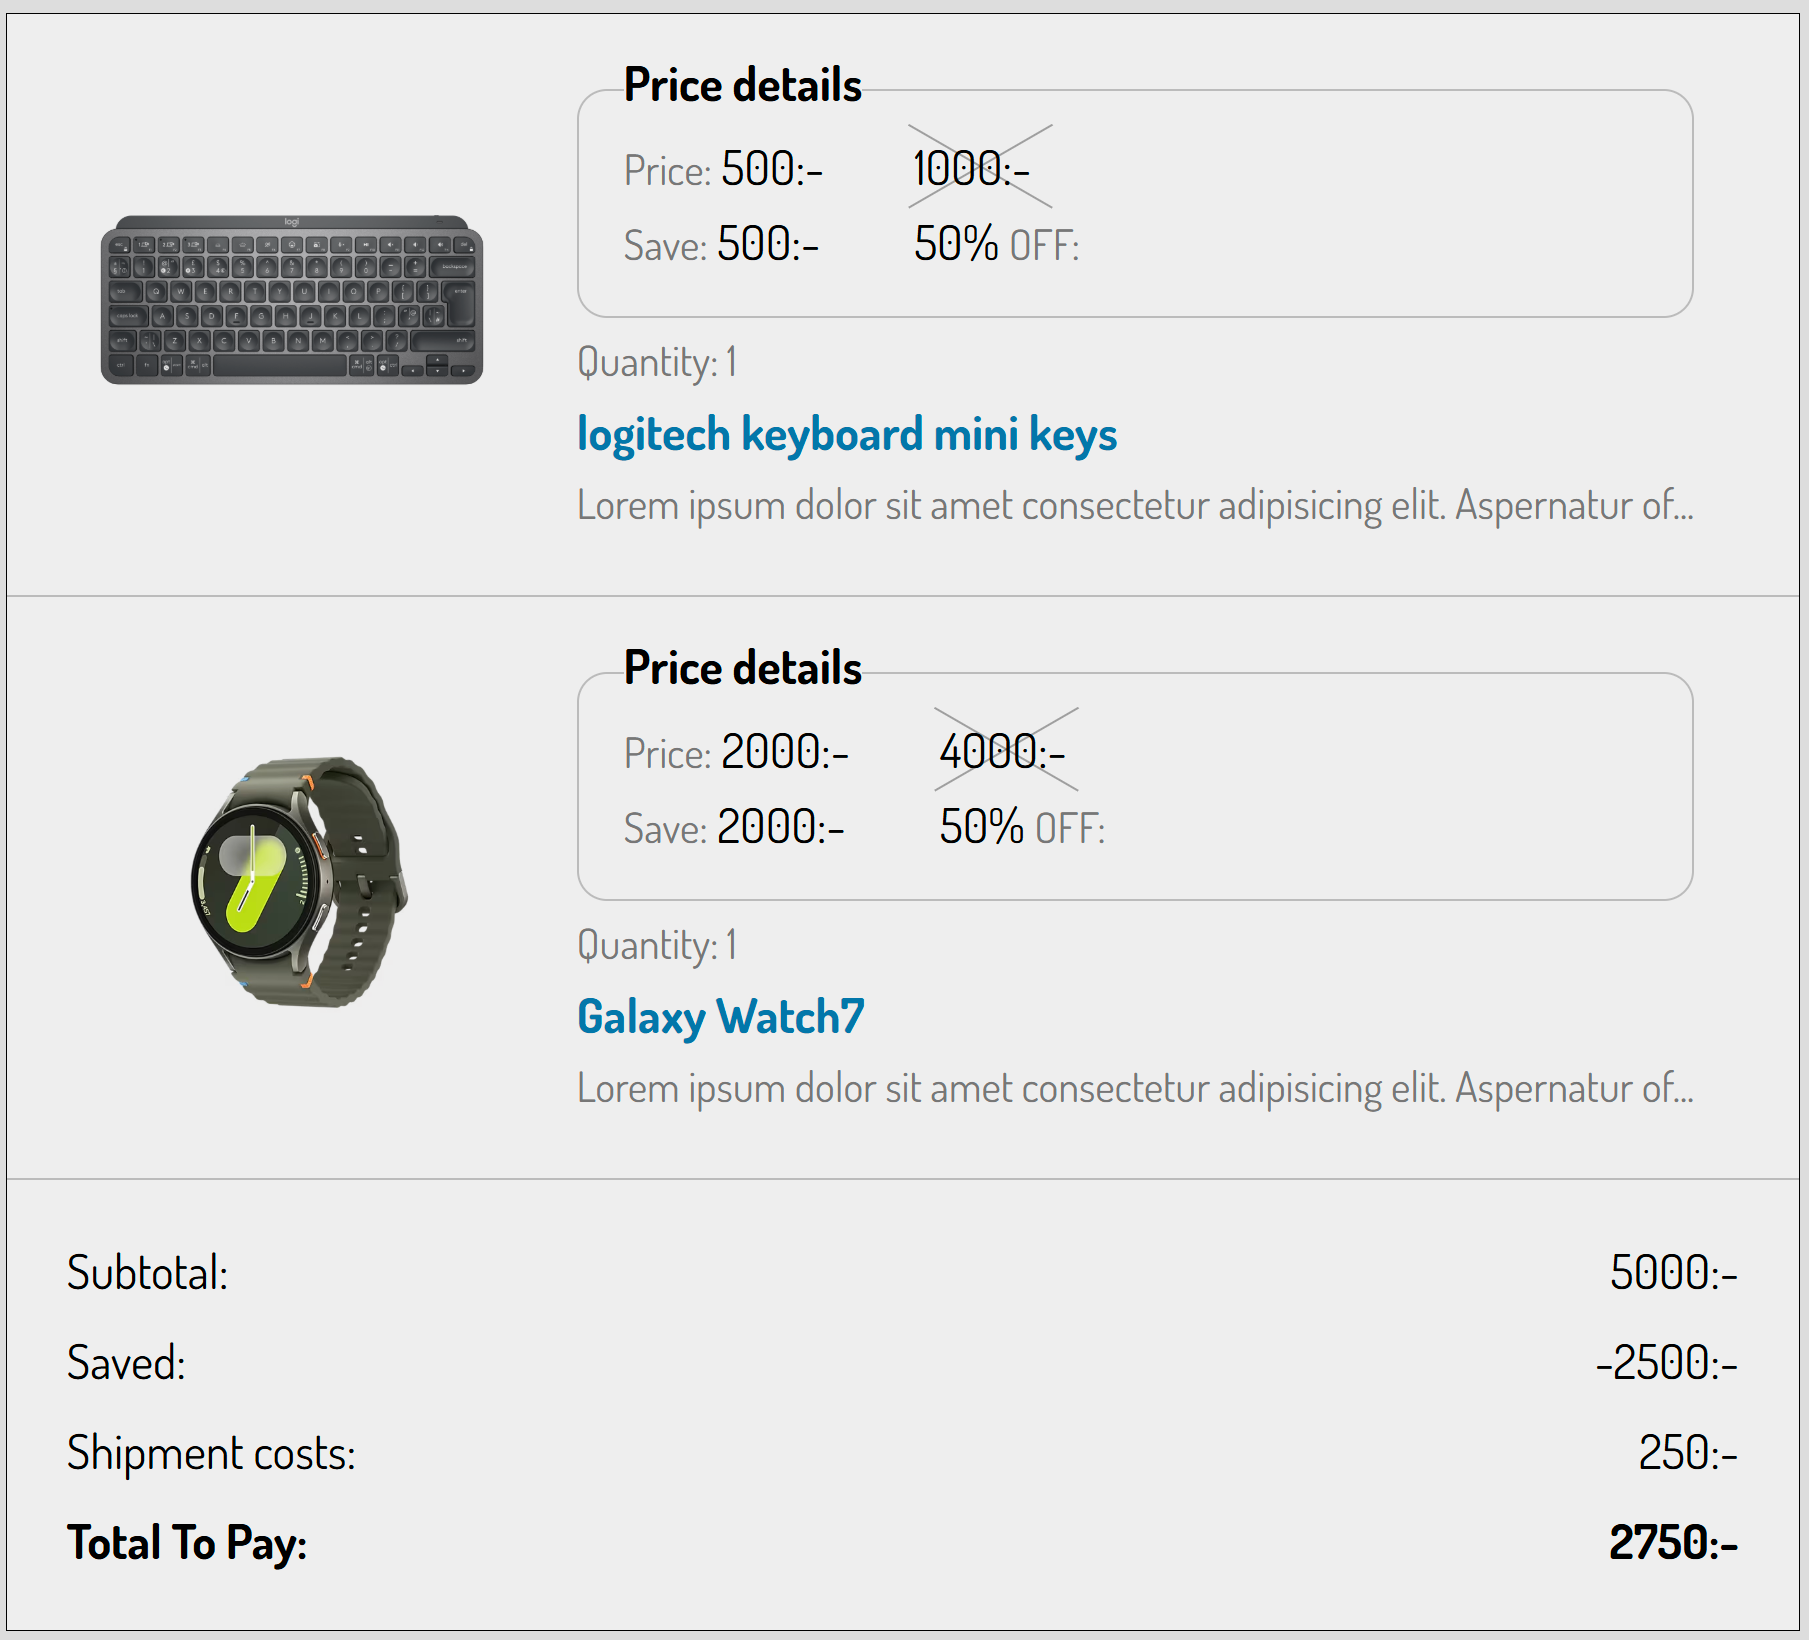 Price details
Price: 500:- 1000:-
Save: 500:- 50% OFF:
logi
Quantity: 1
logitech keyboard mini keys
Lorem ipsum dolor sit amet consectetur adipisicing elit. Aspernatur of...
Price details
Price: 2000:- 4000:-
Save: 2000:- 50% OFF:
Quantity: 1
Galaxy Watch7
Lorem ipsum dolor sit amet consectetur adipisicing elit. Aspernatur of...
Subtotal: 5000:-
Saved: -2500:-
Shipment costs: 250:-
Total To Pay: 2750:-